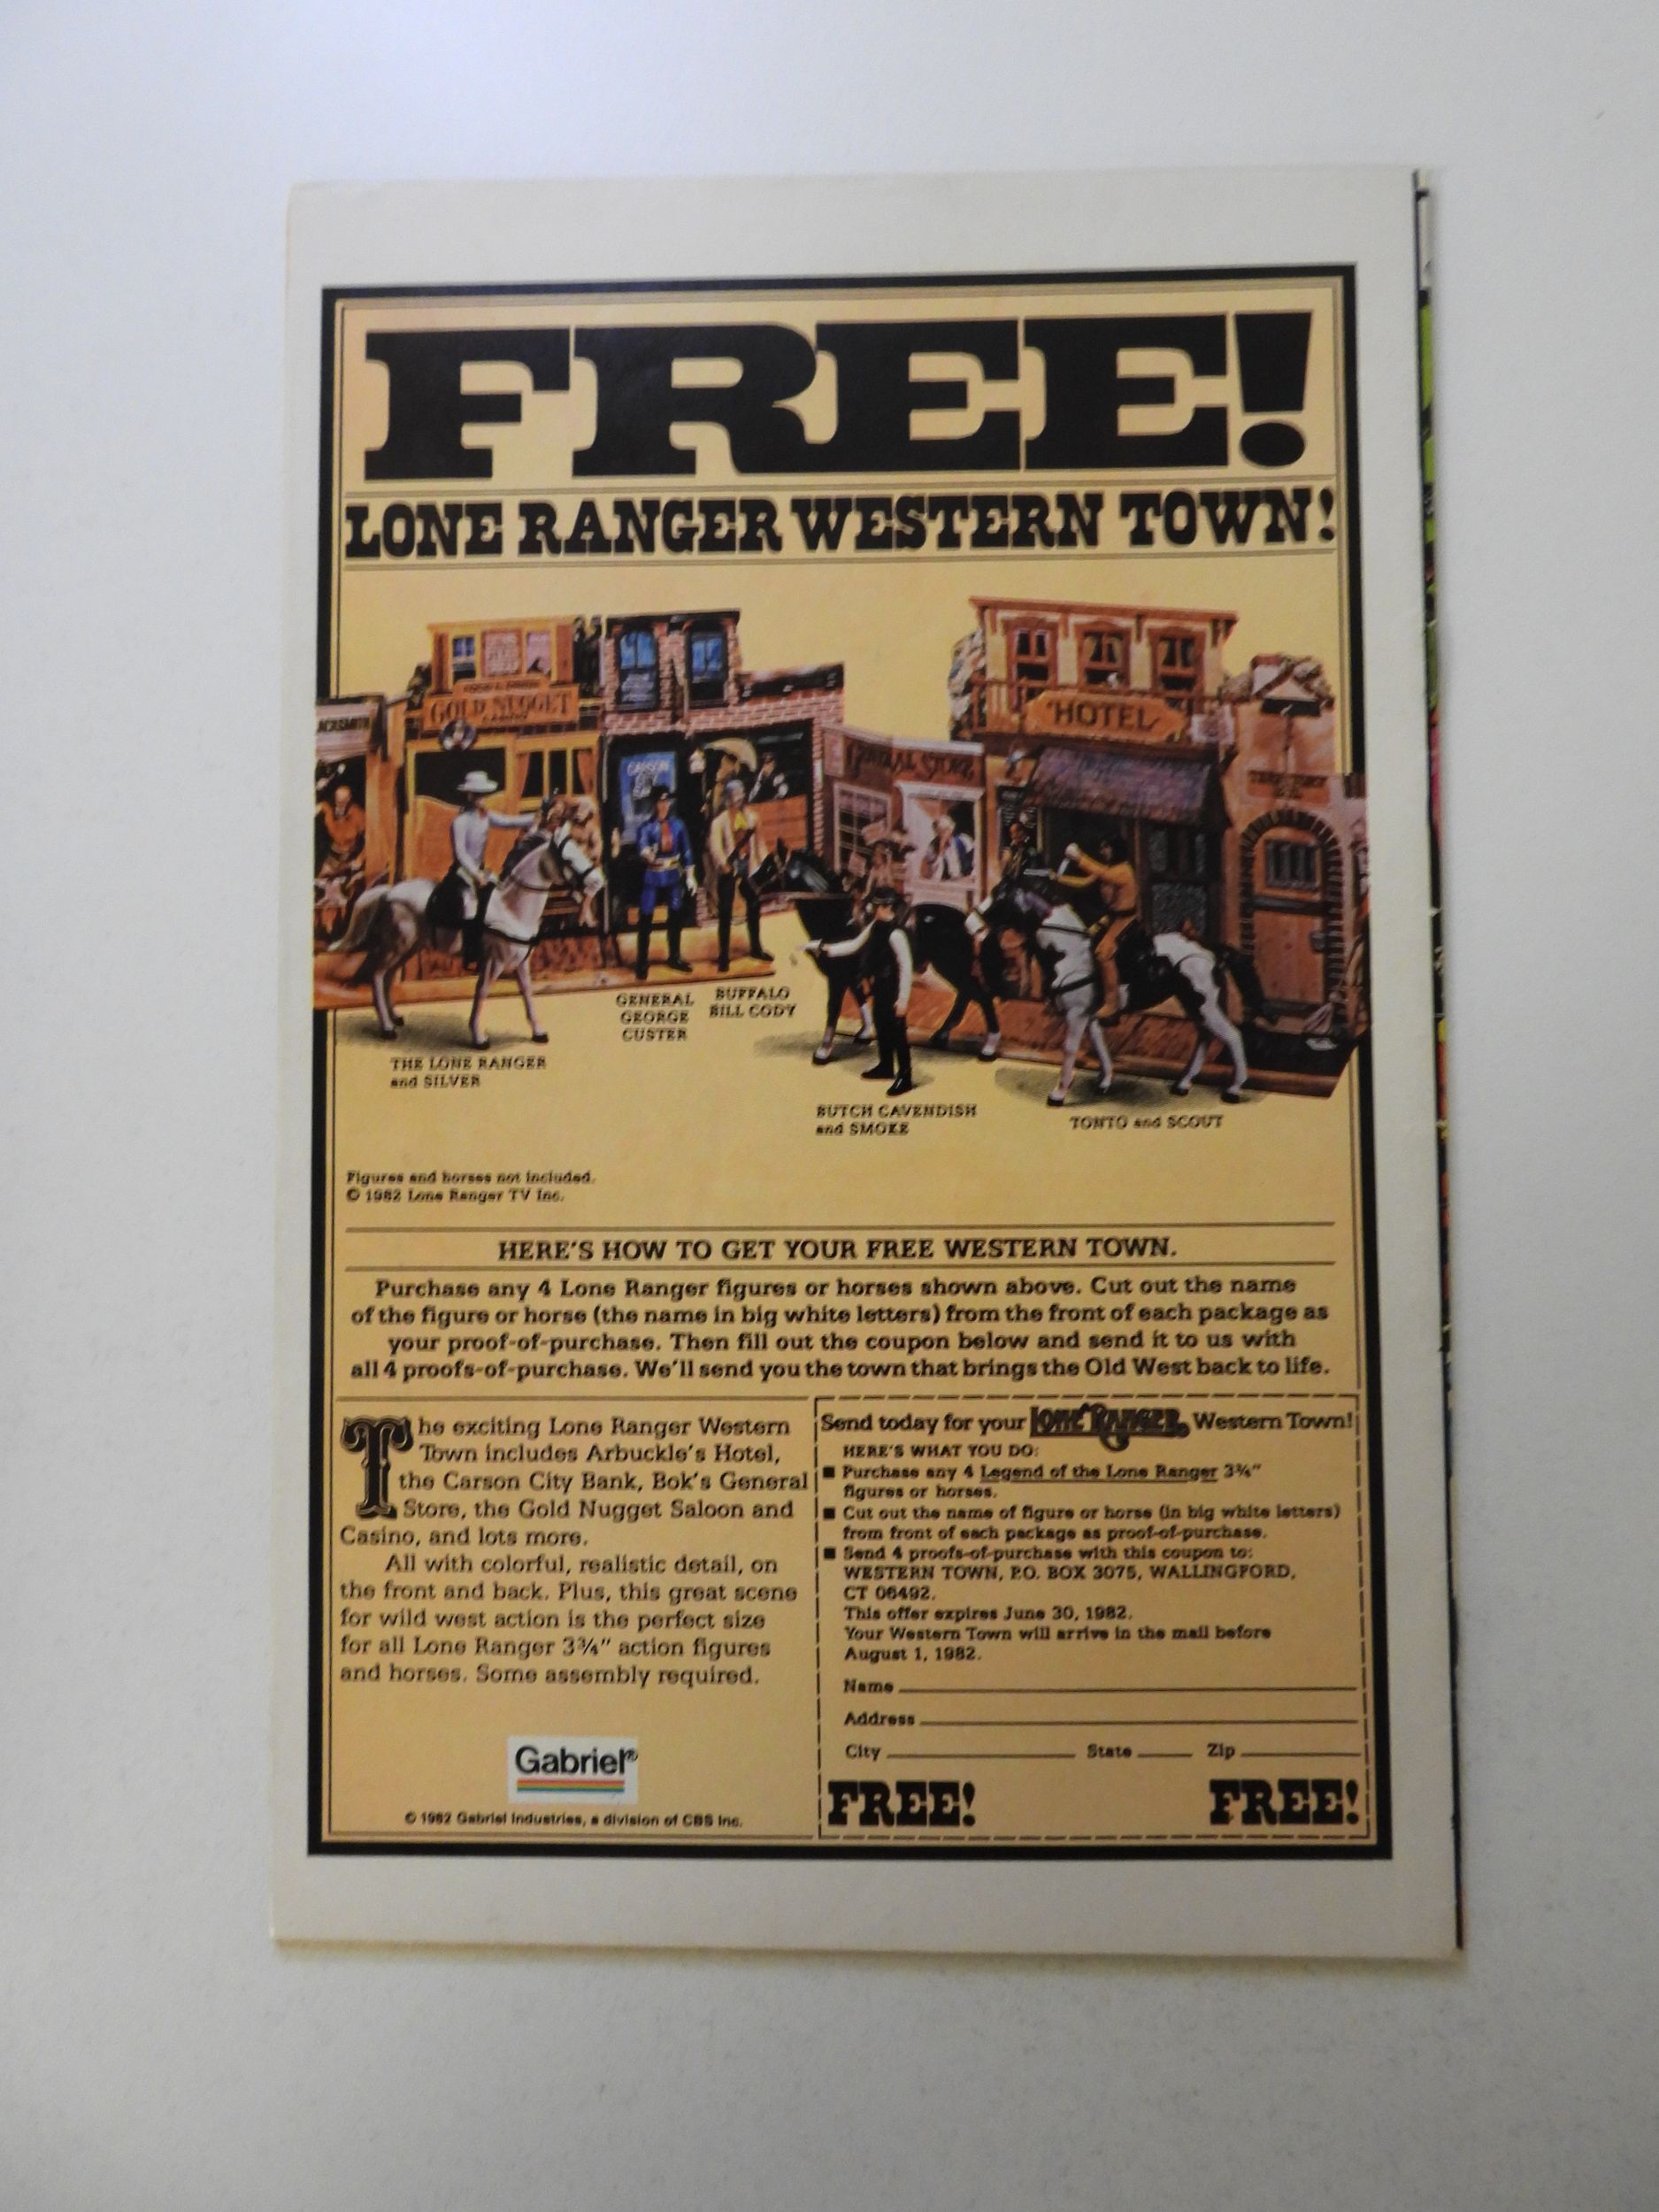 FREE!
LONE RANGER WESTERN TOWN!
GOLD NUGGET
HOTEL
GENERAL STORE
CARSON
THE LONE RANGER
and SILVER
GENERAL
GEORGE
CUSTER
BUFFALO
BILL CODY
BUTCH CAVENDISH
and SMOKE
TONTO and SCOUT
Figures and horses not included.
© 1982 Lone Ranger TV Inc.
HERE'S HOW TO GET YOUR FREE WESTERN TOWN.
Purchase any 4 Lone Ranger figures or horses shown above. Cut out the name
of the figure or horse (the name in big white letters) from the front of each package as
your proof-of-purchase. Then fill out the coupon below and send it to us with
all 4 proofs-of-purchase. We'll send you the town that brings the Old West back to life.
The exciting Lone Ranger Western
Town includes Arbuckle's Hotel,
the Carson City Bank, Bok's General
Store, the Gold Nugget Saloon and
Casino, and lots more.
All with colorful, realistic detail, on
the front and back. Plus, this great scene
for wild west action is the perfect size
for all Lone Ranger 3¾" action figures
and horses. Some assembly required.
Gabriel®
© 1982 Gabriel Industries, a division of CBS Inc.
Send today for your LONE RANGER Western Town!
HERE'S WHAT YOU DO:
■ Purchase any 4 Legend of the Lone Ranger 3¾"
figures or horses.
■ Cut out the name of figure or horse (in big white letters)
from front of each package as proof-of-purchase.
■ Send 4 proofs-of-purchase with this coupon to:
WESTERN TOWN, P.O. BOX 3075, WALLINGFORD,
CT 06492.
This offer expires June 30, 1982.
Your Western Town will arrive in the mail before
August 1, 1982.
Name
Address
City State Zip
FREE! FREE!